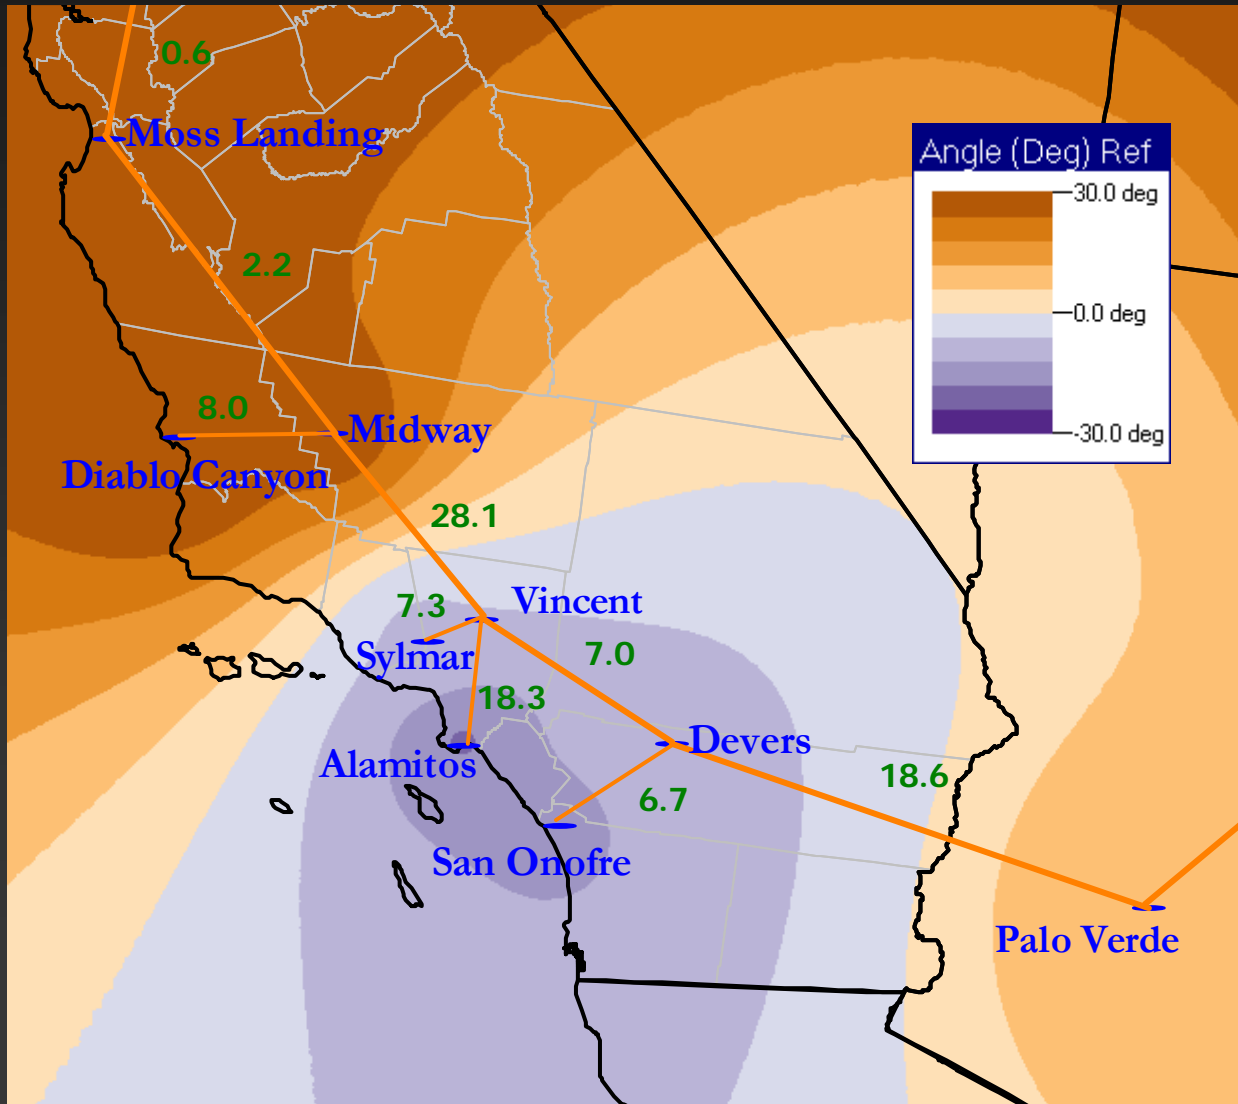 0.6
Moss Landing
Angle (Deg) Ref
30.0 deg
0.0 deg
-30.0 deg
2.2
8.0
Midway
Diablo Canyon
28.1
7.3
Vincent
Sylmar
7.0
18.3
Devers
Alamitos
18.6
6.7
San Onofre
Palo Verde